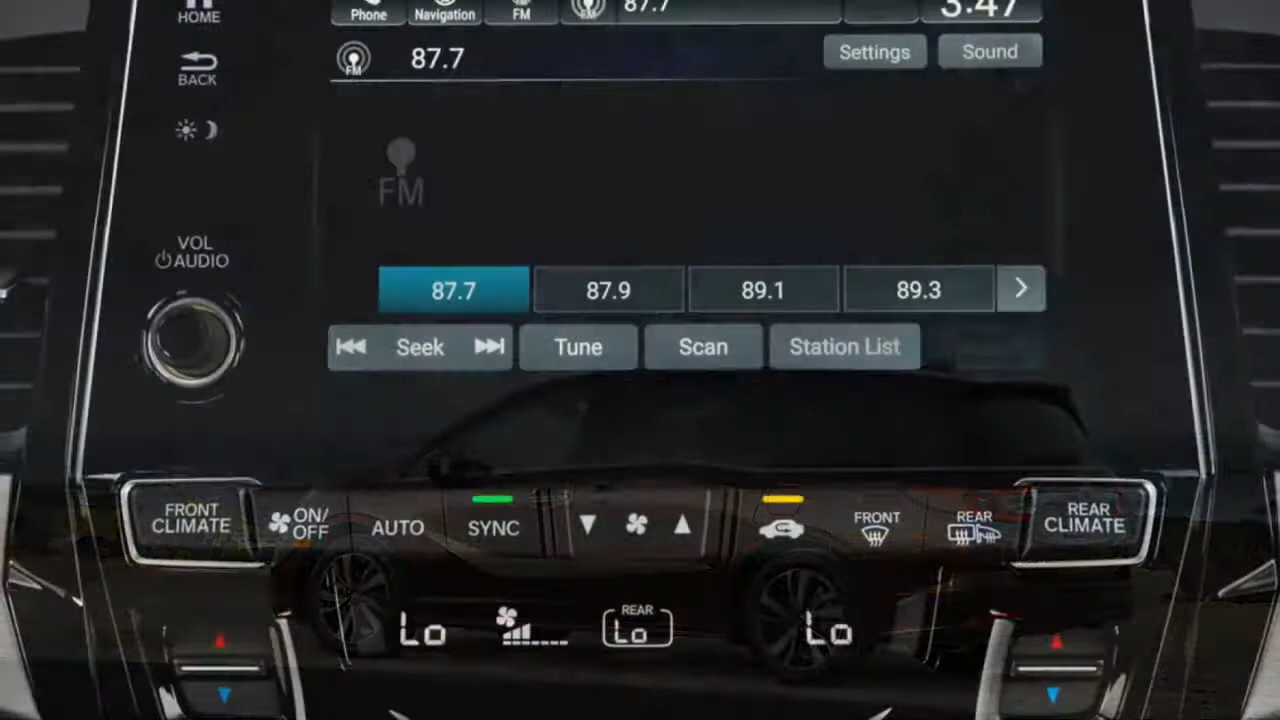 HOME
Phone
Navigation
FM
FM
87.7
3:47
BACK
FM
87.7
Settings
Sound
FM
VOL
AUDIO
87.7
87.9
89.1
89.3
Seek
Tune
Scan
Station List
FRONT
CLIMATE
ON/
OFF
AUTO
SYNC
FRONT
REAR
REAR
CLIMATE
Lo
REAR
Lo
Lo